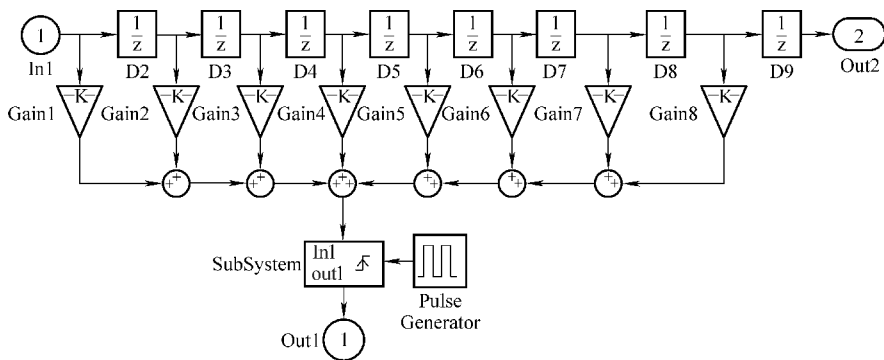 1
1
z
1
z
1
z
1
z
1
z
1
z
1
z
1
z
2
In1
D2
D3
D4
D5
D6
D7
D8
D9
Out2
Gain1
K
Gain2
K
Gain3
K
Gain4
K
Gain5
K
Gain6
K
Gain7
K
Gain8
K
SubSystem
In1
out1
Pulse
Generator
Out1
1